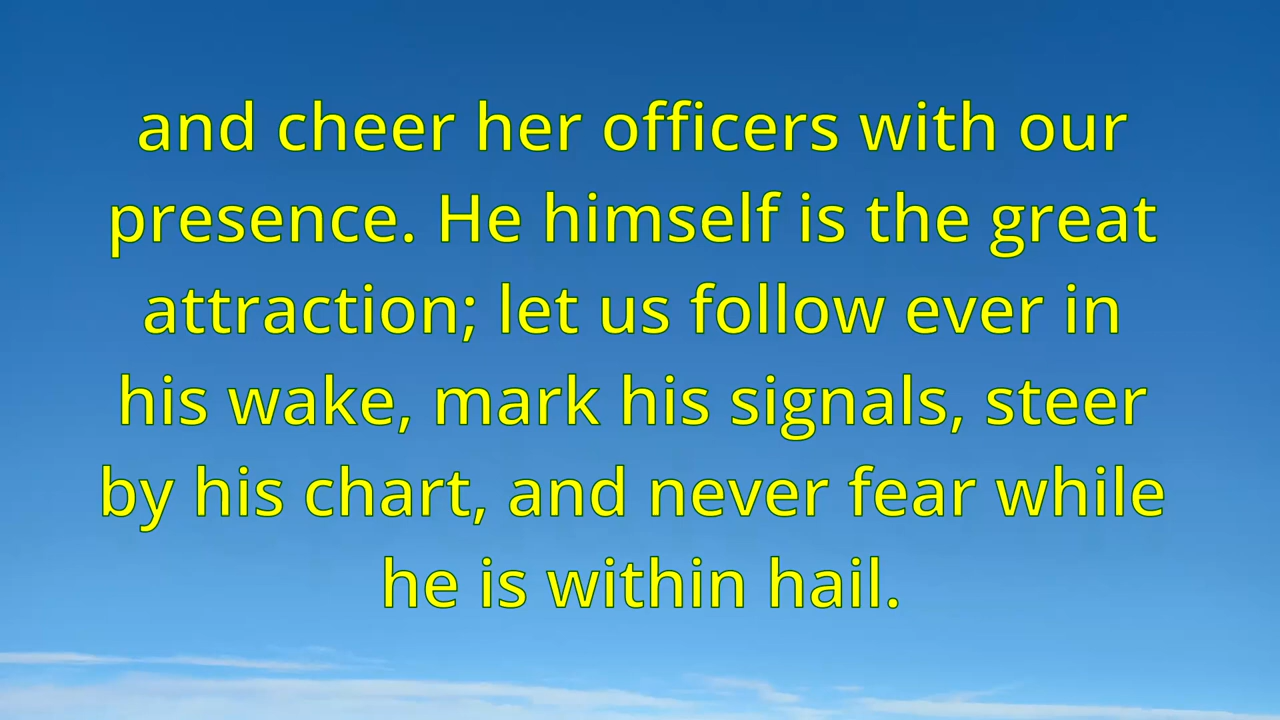 and cheer her officers with our
presence. He himself is the great
attraction; let us follow ever in
his wake, mark his signals, steer
by his chart, and never fear while
he is within hail.